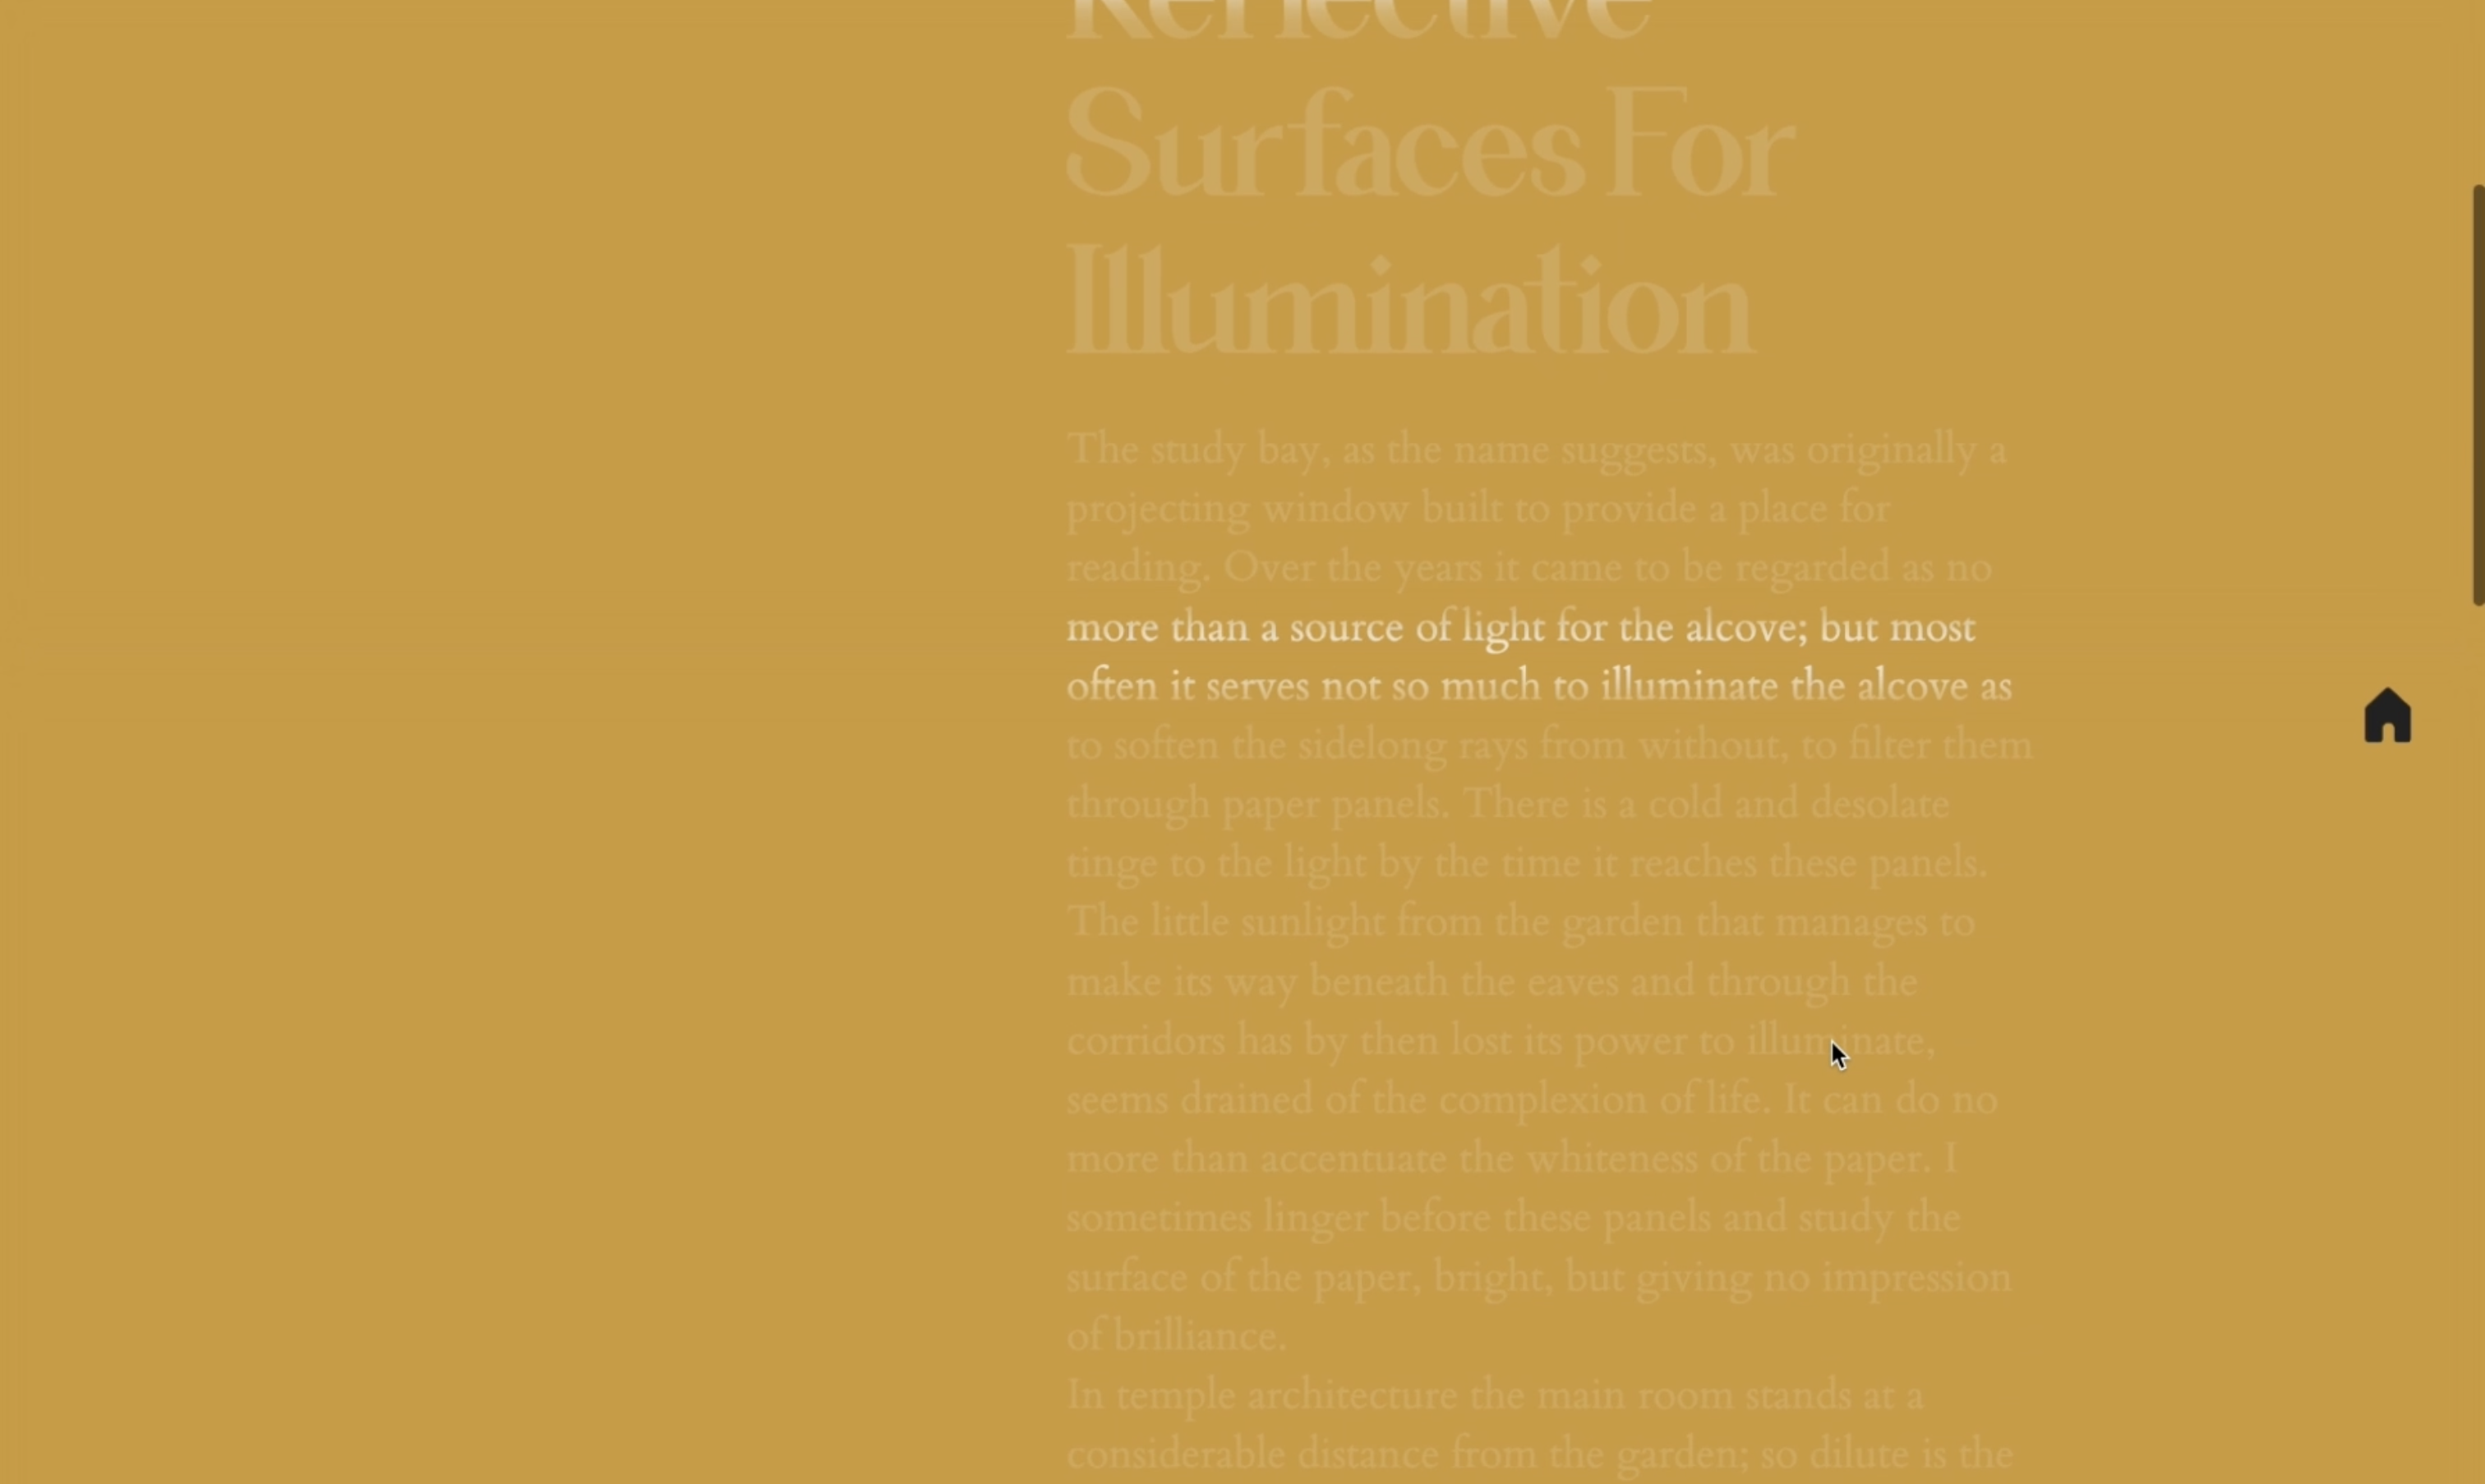 Reflective
Surfaces For
Illumination
The study bay, as the name suggests, was originally a
projecting window built to provide a place for
reading. Over the years it came to be regarded as no
more than a source of light for the alcove; but most
often it serves not so much to illuminate the alcove as
to soften the sidelong rays from without, to filter them
through paper panels. There is a cold and desolate
tinge to the light by the time it reaches these panels.
The little sunlight from the garden that manages to
make its way beneath the eaves and through the
corridors has by then lost its power to illuminate,
seems drained of the complexion of life. It can do no
more than accentuate the whiteness of the paper. I
sometimes linger before these panels and study the
surface of the paper, bright, but giving no impression
of brilliance.
In temple architecture the main room stands at a
considerable distance from the garden; so dilute is the